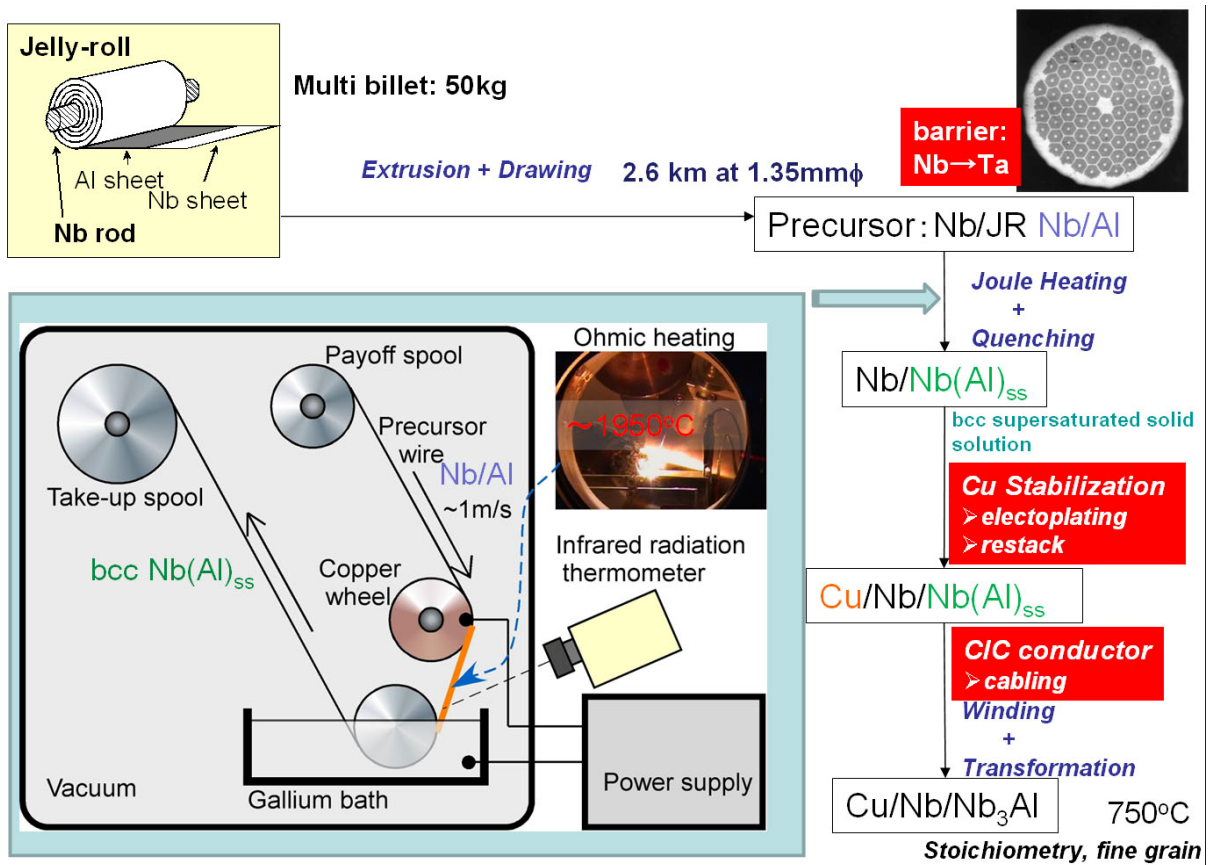 Jelly-roll
Al sheet
Nb sheet
Nb rod
Multi billet: 50kg
Extrusion + Drawing
2.6 km at 1.35mmϕ
barrier:
Nb→Ta
Precursor：Nb/JR Nb/Al
Joule Heating
+
Quenching
Nb/Nb(Al)ss
bcc supersaturated solid
solution
Cu Stabilization
➢electoplating
➢restack
Cu/Nb/Nb(Al)ss
CIC conductor
➢cabling
Winding
+
Transformation
Cu/Nb/Nb3Al
750oC
Stoichiometry, fine grain
Payoff spool
Ohmic heating
～1950oC
Precursor
wire
Nb/Al
~1m/s
Take-up spool
bcc Nb(Al)ss
Copper
wheel
Infrared radiation
thermometer
Vacuum
Gallium bath
Power supply